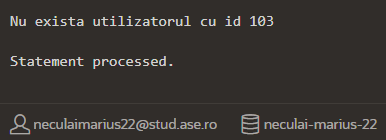 Nu exista utilizatorul cu id 103
Statement processed.
neculaimarius22@stud.ase.ro neculai-marius-22